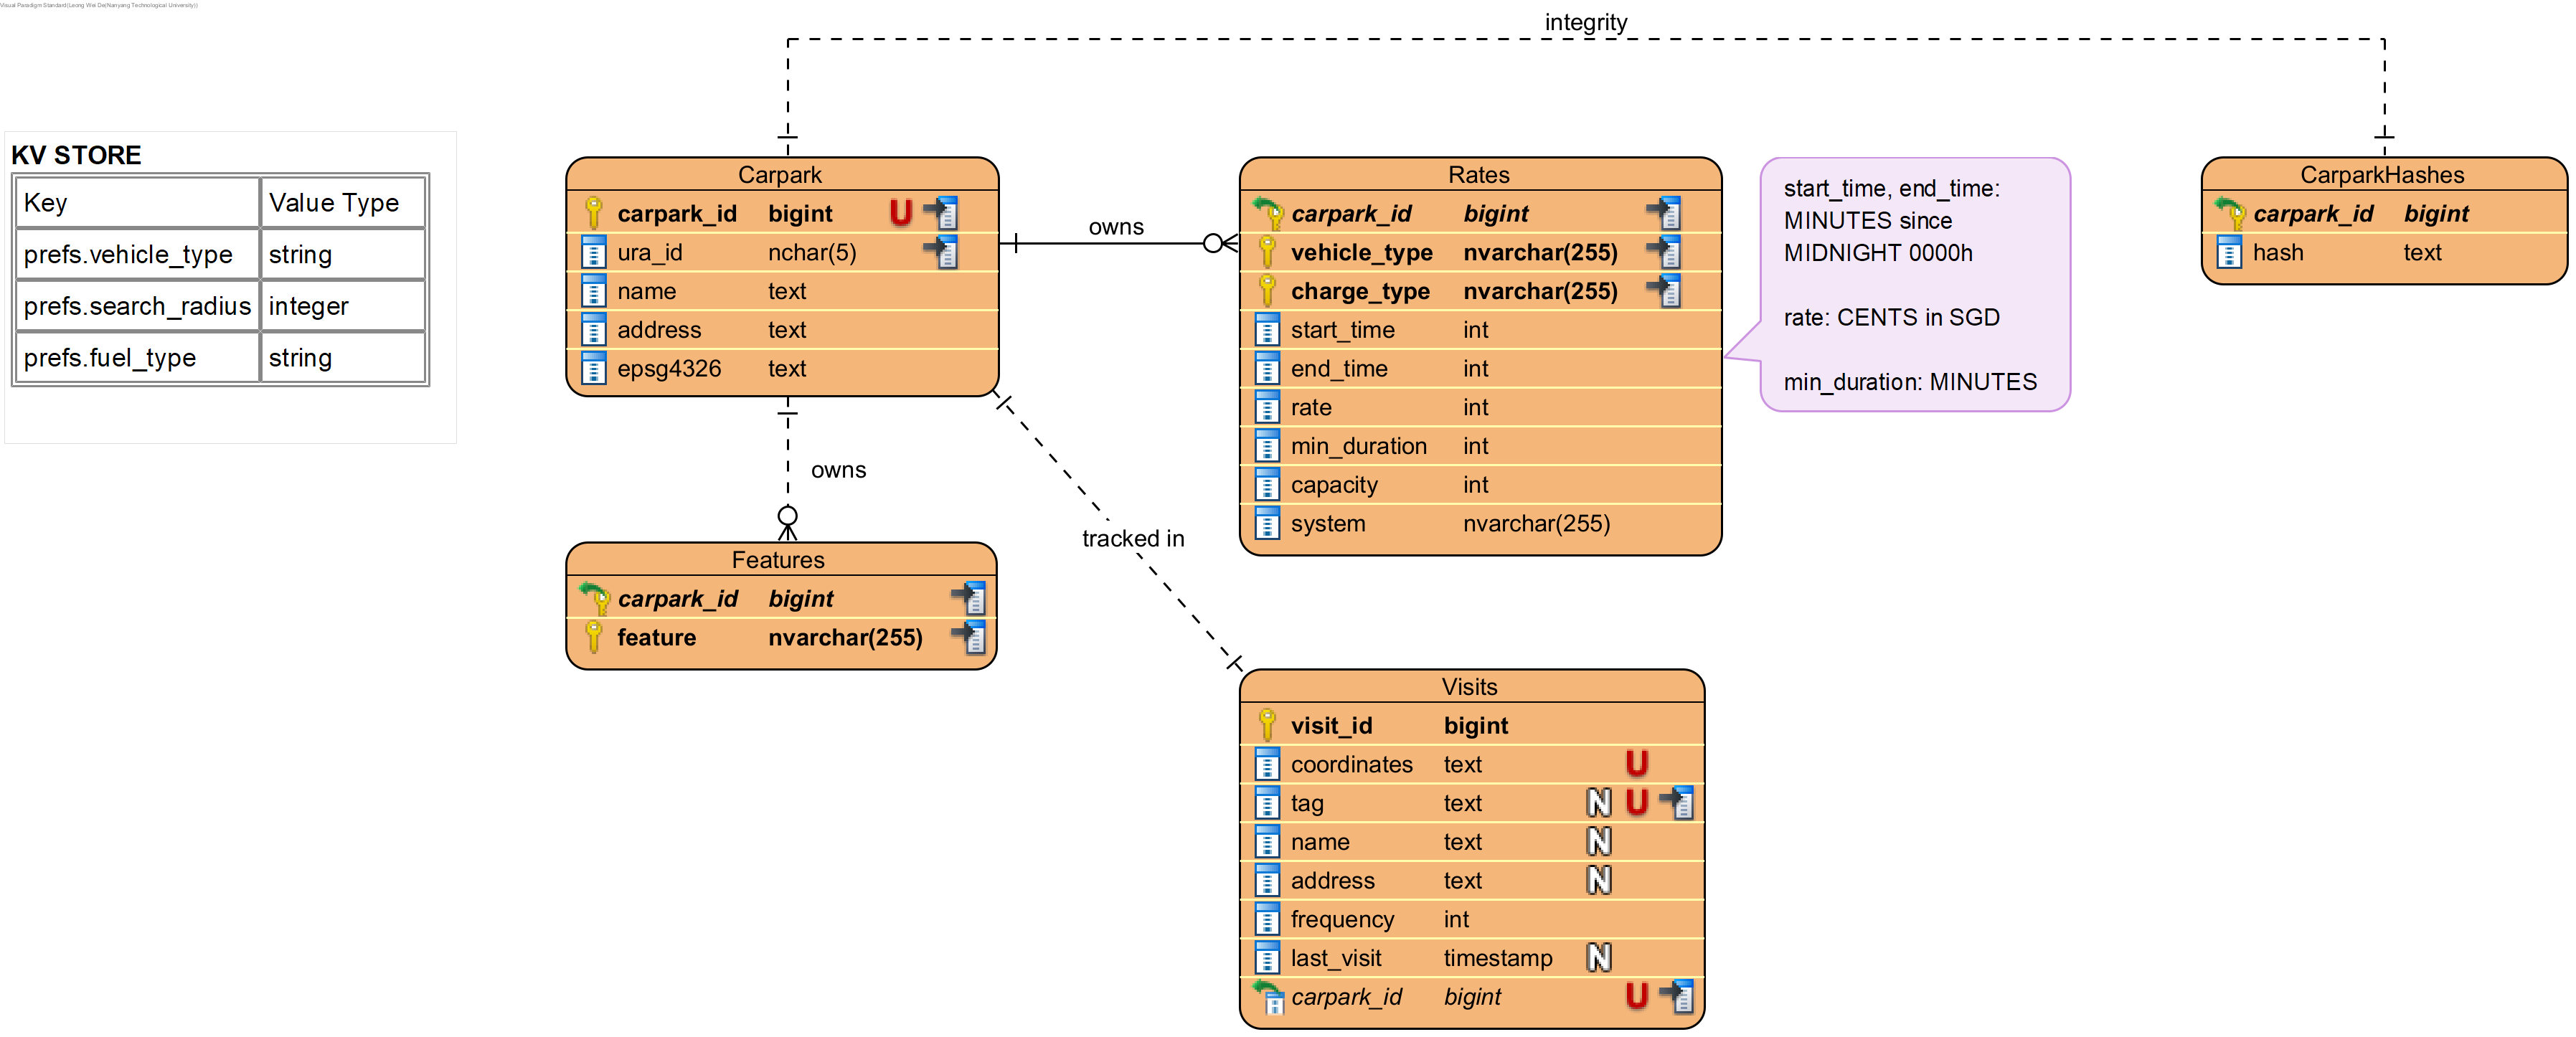 Visual Paradigm Standard(Leong Wei De(Nanyang Technological University))
integrity
KV STORE
Key Value Type
prefs.vehicle_type string
prefs.search_radius integer
prefs.fuel_type string
Carpark
carpark_id bigint U
ura_id nchar(5)
name text
address text
epsg4326 text
owns
Rates
carpark_id bigint
vehicle_type nvarchar(255)
charge_type nvarchar(255)
start_time int
end_time int
rate int
min_duration int
capacity int
system nvarchar(255)
start_time, end_time:
MINUTES since
MIDNIGHT 0000h
rate: CENTS in SGD
min_duration: MINUTES
CarparkHashes
carpark_id bigint
hash text
owns
tracked in
Features
carpark_id bigint
feature nvarchar(255)
Visits
visit_id bigint
coordinates text U
tag text N U
name text N
address text N
frequency int
last_visit timestamp N
carpark_id bigint U